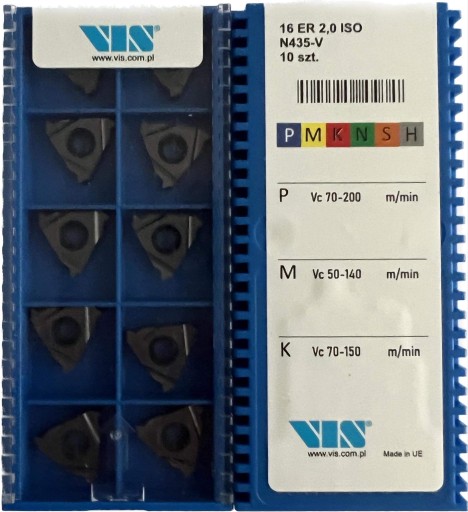 VIS®
www.vis.com.pl
16 ER 2,0 ISO
N435-V
10 szt.
P M K N S H
P Vc 70-200 m/min
M Vc 50-140 m/min
K Vc 70-150 m/min
VIS®
www.vis.com.pl
Made in UE